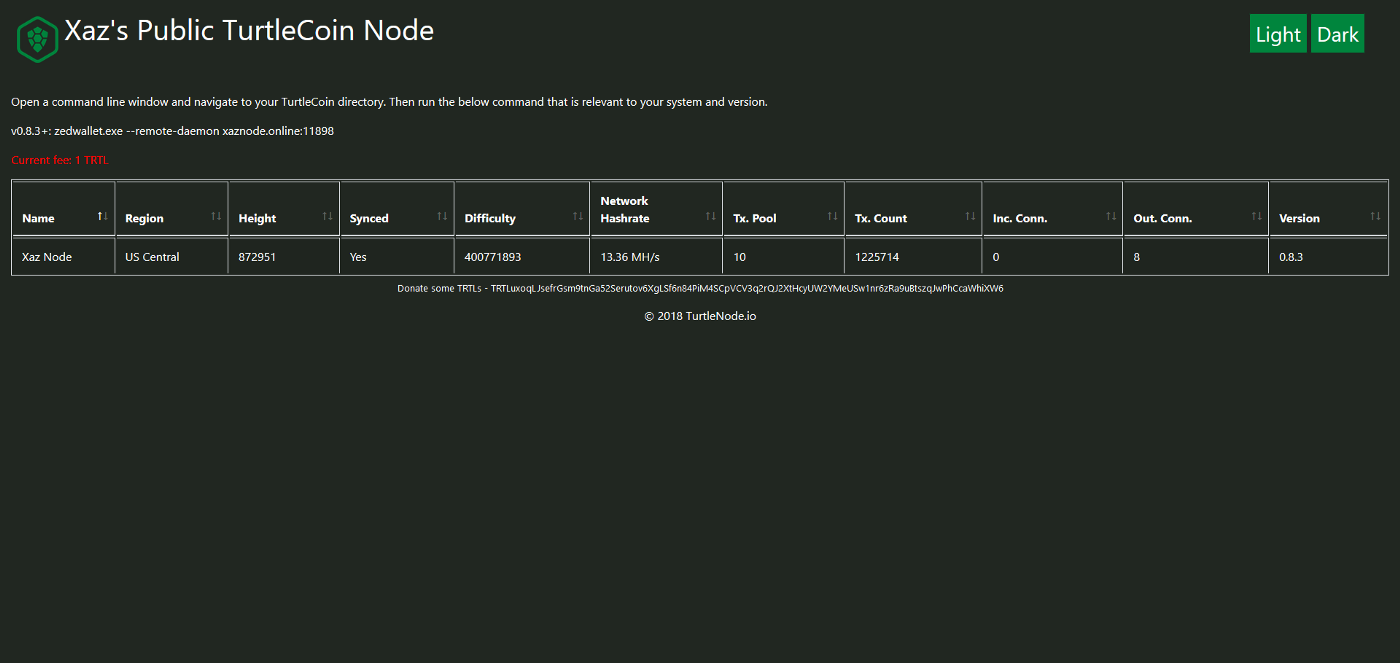 Xaz's Public TurtleCoin Node
Light Dark
Open a command line window and navigate to your TurtleCoin directory. Then run the below command that is relevant to your system and version.
v0.8.3+: zedwallet.exe --remote-daemon xaznode.online:11898
Current fee: 1 TRTL
Name Region Height Synced Difficulty Network Hashrate Tx. Pool Tx. Count Inc. Conn. Out. Conn. Version
Xaz Node US Central 872951 Yes 400771893 13.36 MH/s 10 1225714 0 8 0.8.3
Donate some TRTLs - TRTLuxoqLJsefrGsm9tnGa52Serutov6XgLSf6n84PiM4SCpVCV3q2rQJ2XtHcyUW2YMeUSw1nr6zRa9uBtszqJwPhCcaWhiXW6
© 2018 TurtleNode.io